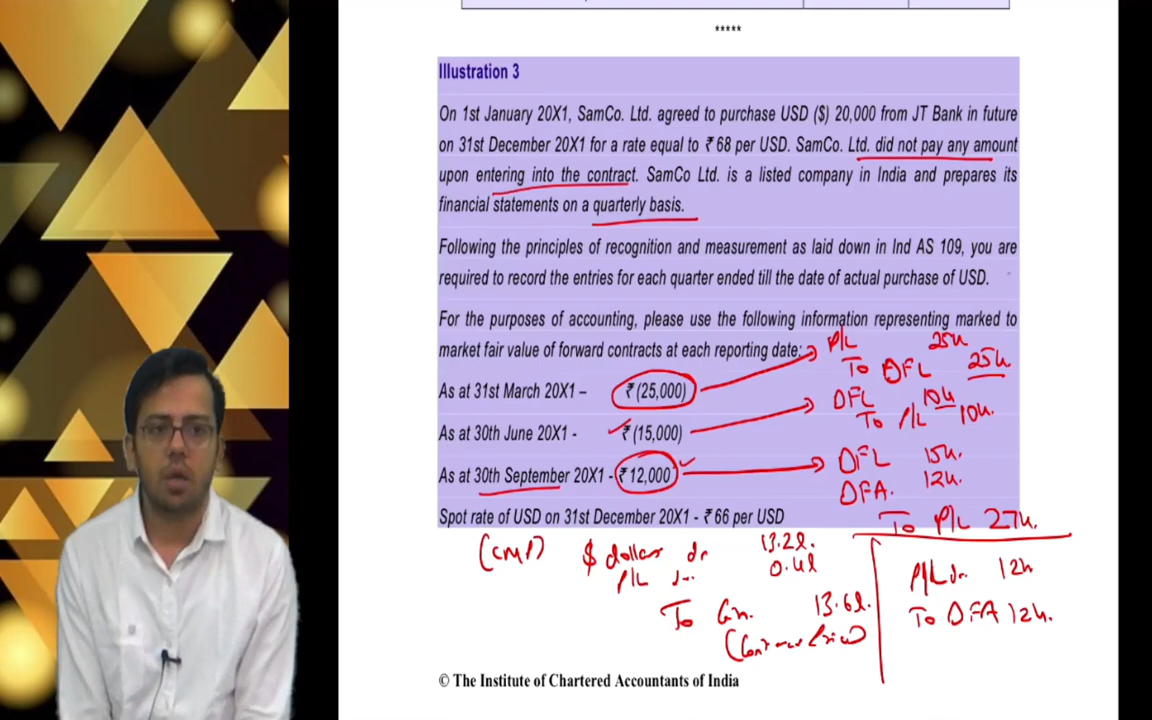 *****
Illustration 3
On 1st January 20X1, SamCo. Ltd. agreed to purchase USD ($) 20,000 from JT Bank in future
on 31st December 20X1 for a rate equal to ₹ 68 per USD. SamCo. Ltd. did not pay any amount
upon entering into the contract. SamCo Ltd. is a listed company in India and prepares its
financial statements on a quarterly basis.
Following the principles of recognition and measurement as laid down in Ind AS 109, you are
required to record the entries for each quarter ended till the date of actual purchase of USD.
For the purposes of accounting, please use the following information representing marked to
market fair value of forward contracts at each reporting date:
As at 31st March 20X1 – ₹ (25,000)
As at 30th June 20X1 - ₹ (15,000)
As at 30th September 20X1 - ₹ 12,000
Spot rate of USD on 31st December 20X1 - ₹ 66 per USD
P/L 25k
To DFL 25k
DFL 10k
To P/L 10k.
DFL 15k.
DFA. 12k.
To P/L 27k.
$ dollar dr 13.2l.
P/L dr. 0.4l
To 13.6l.
P/L dr. 12k
To DFA 12k.
© The Institute of Chartered Accountants of India